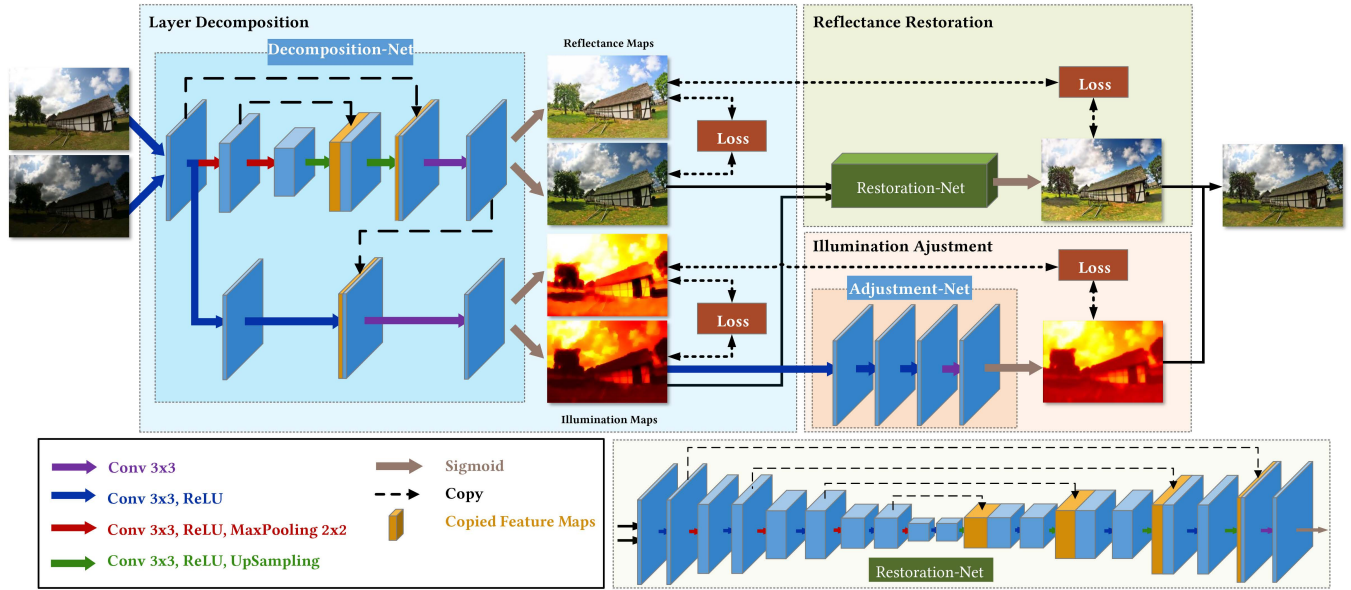 Layer Decomposition
Decomposition-Net
Reflectance Maps
Loss
Loss
Illumination Maps
Reflectance Restoration
Loss
Restoration-Net
Illumination Ajustment
Adjustment-Net
Loss
Conv 3x3
Conv 3x3, ReLU
Conv 3x3, ReLU, MaxPooling 2x2
Conv 3x3, ReLU, UpSampling
Sigmoid
Copy
Copied Feature Maps
Restoration-Net